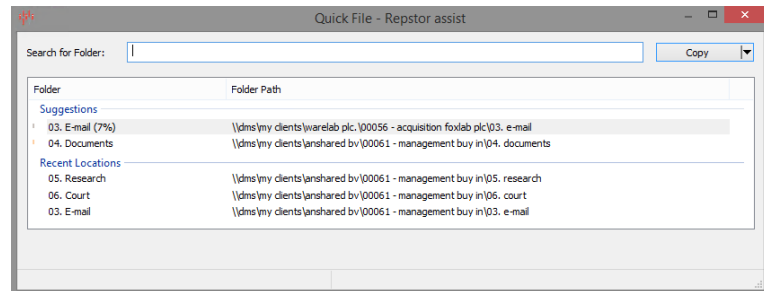 Quick File - Repstor assist
Search for Folder: Copy
Folder Folder Path
Suggestions
03. E-mail (7%) \\dms\my clients\warelab plc.\00056 - acquisition foxlab plc\03. e-mail
04. Documents \\dms\my clients\anshared bv\00061 - management buy in\04. documents
Recent Locations
05. Research \\dms\my clients\anshared bv\00061 - management buy in\05. research
06. Court \\dms\my clients\anshared bv\00061 - management buy in\06. court
03. E-mail \\dms\my clients\anshared bv\00061 - management buy in\03. e-mail